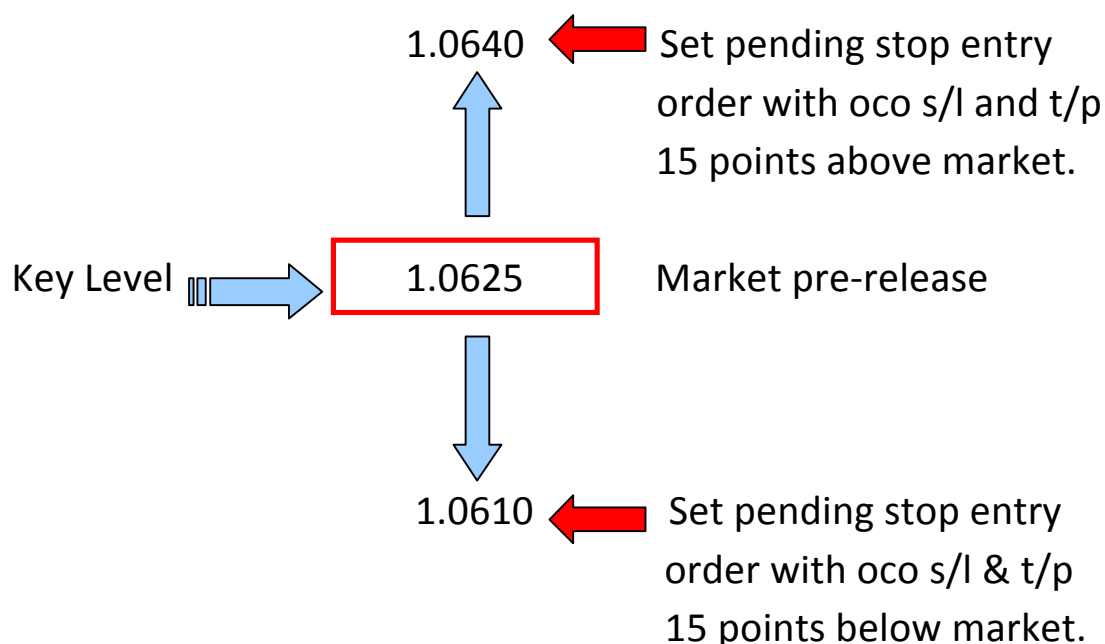 1.0640
Set pending stop entry
order with oco s/l and t/p
15 points above market.
Key Level
1.0625
Market pre-release
1.0610
Set pending stop entry
order with oco s/l & t/p
15 points below market.